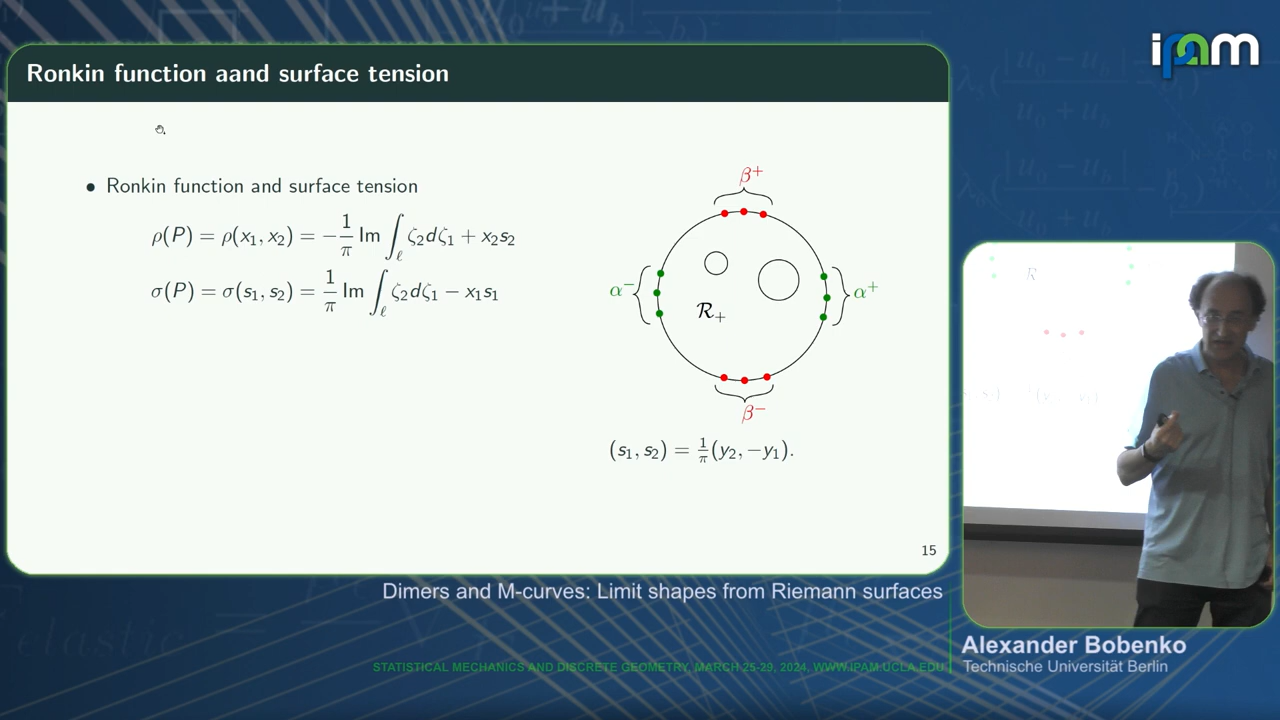 ipam
Ronkin function aand surface tension
• Ronkin function and surface tension
ρ(P) = ρ(x₁, x₂) = −1/π Im ∫_ℓ ζ₂dζ₁ + x₂s₂
σ(P) = σ(s₁, s₂) = 1/π Im ∫_ℓ ζ₂dζ₁ − x₁s₁
β⁺
α⁻
α⁺
R₊
β⁻
(s₁, s₂) = 1/π(y₂, −y₁).
15
Dimers and M-curves: Limit shapes from Riemann surfaces
Alexander Bobenko
Technische Universität Berlin
STATISTICAL MECHANICS AND DISCRETE GEOMETRY, MARCH 25-29, 2024, WWW.IPAM.UCLA.EDU